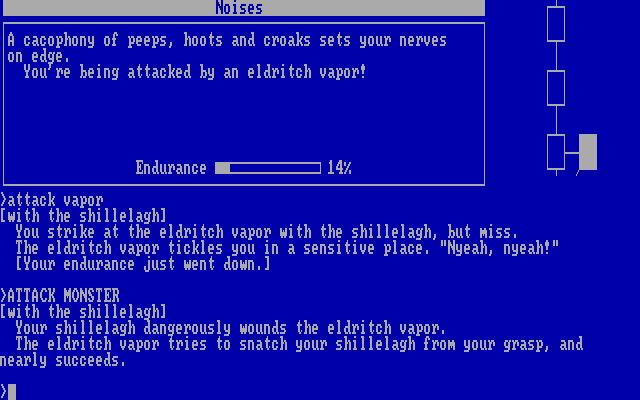 Noises
A cacophony of peeps, hoots and croaks sets your nerves
on edge.
You're being attacked by an eldritch vapor!
Endurance 14%
>attack vapor
[with the shillelagh]
You strike at the eldritch vapor with the shillelagh, but miss.
The eldritch vapor tickles you in a sensitive place. "Nyeah, nyeah!"
[Your endurance just went down.]
>ATTACK MONSTER
[with the shillelagh]
Your shillelagh dangerously wounds the eldritch vapor.
The eldritch vapor tries to snatch your shillelagh from your grasp, and
nearly succeeds.
>